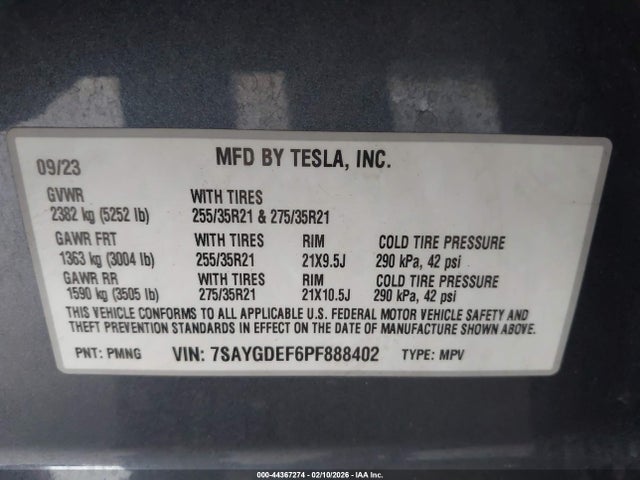 MFD BY TESLA, INC.
09/23
GVWR WITH TIRES
2382 kg (5252 lb) 255/35R21 & 275/35R21
GAWR FRT WITH TIRES RIM COLD TIRE PRESSURE
1363 kg (3004 lb) 255/35R21 21X9.5J 290 kPa, 42 psi
GAWR RR WITH TIRES RIM COLD TIRE PRESSURE
1590 kg (3505 lb) 275/35R21 21X10.5J 290 kPa, 42 psi
THIS VEHICLE CONFORMS TO ALL APPLICABLE U.S. FEDERAL MOTOR VEHICLE SAFETY AND
THEFT PREVENTION STANDARDS IN EFFECT ON THE DATE OF MANUFACTURE SHOWN ABOVE.
PNT: PMNG VIN: 7SAYGDEF6PF888402 TYPE: MPV
000-44367274 - 02/10/2026 - IAA Inc.